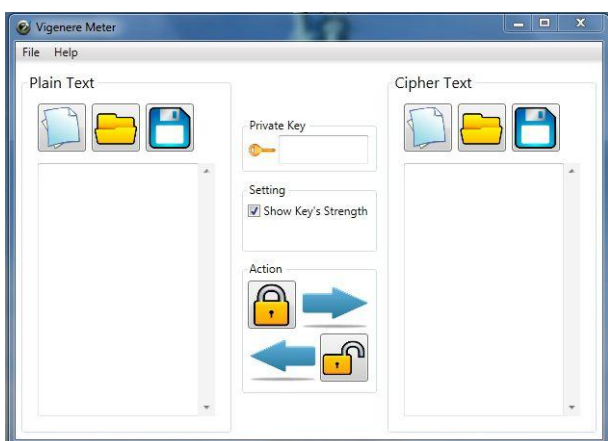 Vigenere Meter
File Help
Plain Text
Private Key
Setting
Show Key's Strength
Action
Cipher Text